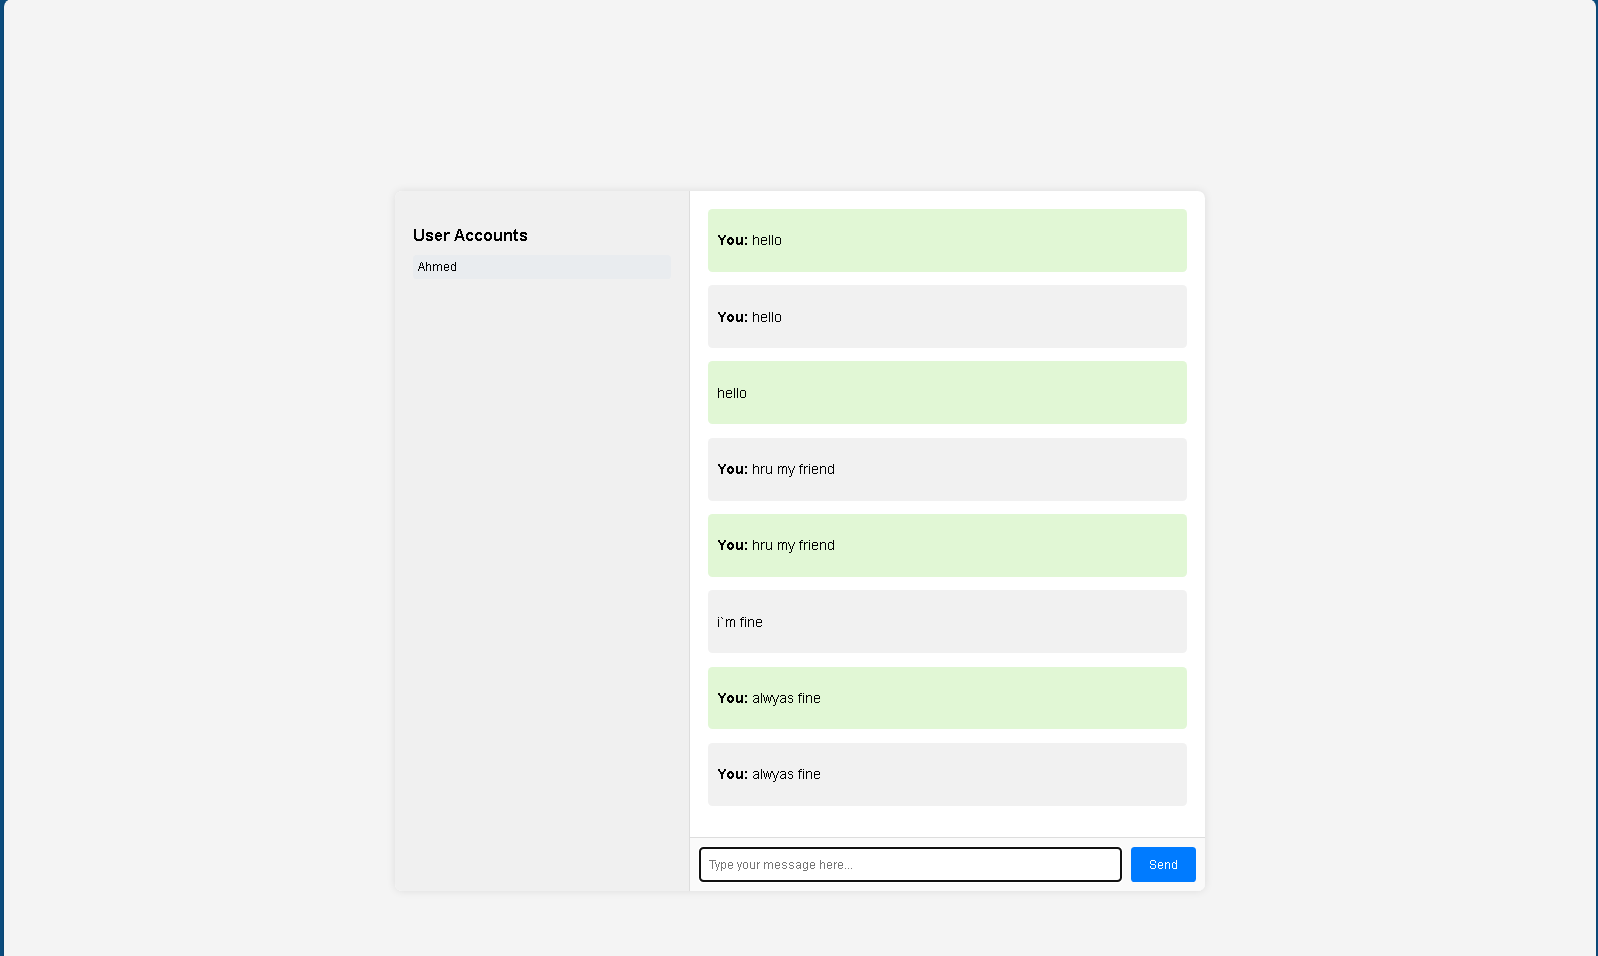 User Accounts
Ahmed
You: hello
You: hello
hello
You: hru my friend
You: hru my friend
i`m fine
You: alwyas fine
You: alwyas fine
Type your message here...
Send